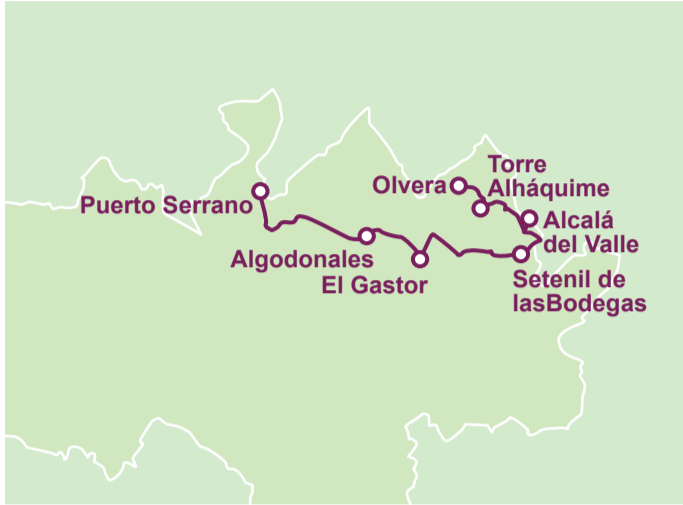 Torre
Alháquime
Olvera
Puerto Serrano
Alcalá
del Valle
Algodonales
El Gastor
Setenil de
lasBodegas